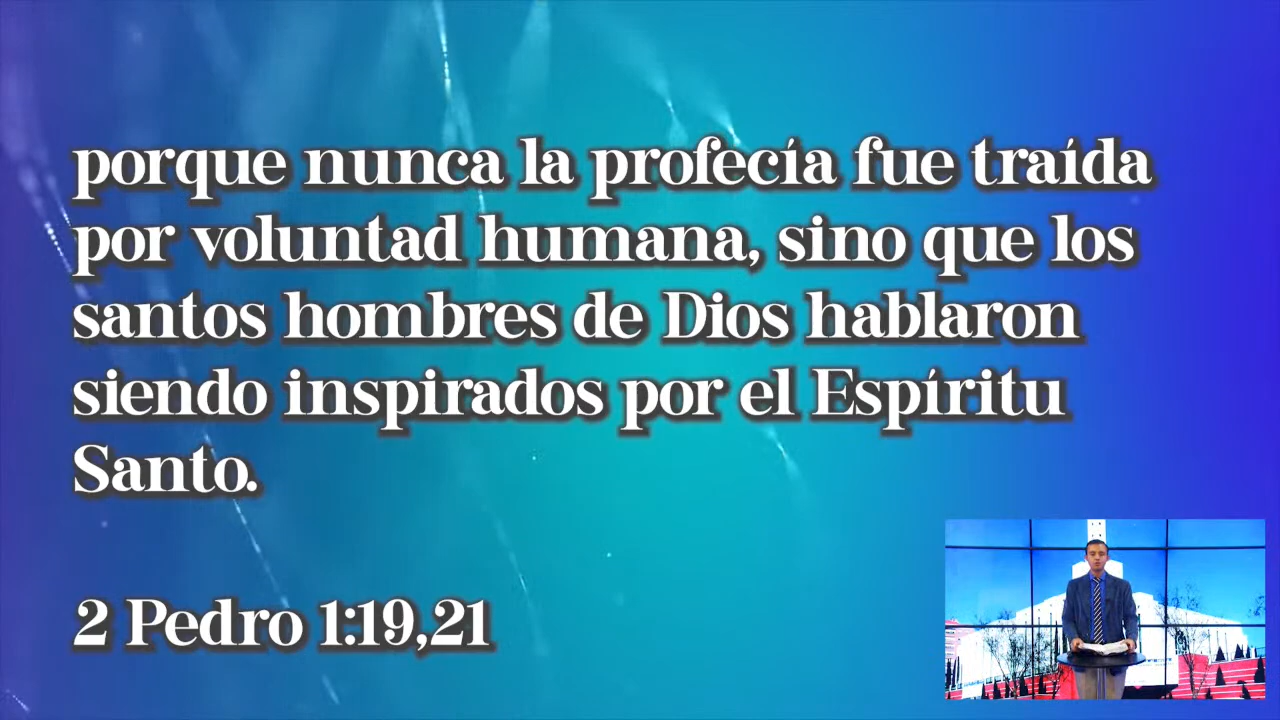 porque nunca la profecía fue traída
por voluntad humana, sino que los
santos hombres de Dios hablaron
siendo inspirados por el Espíritu
Santo.
2 Pedro 1:19,21